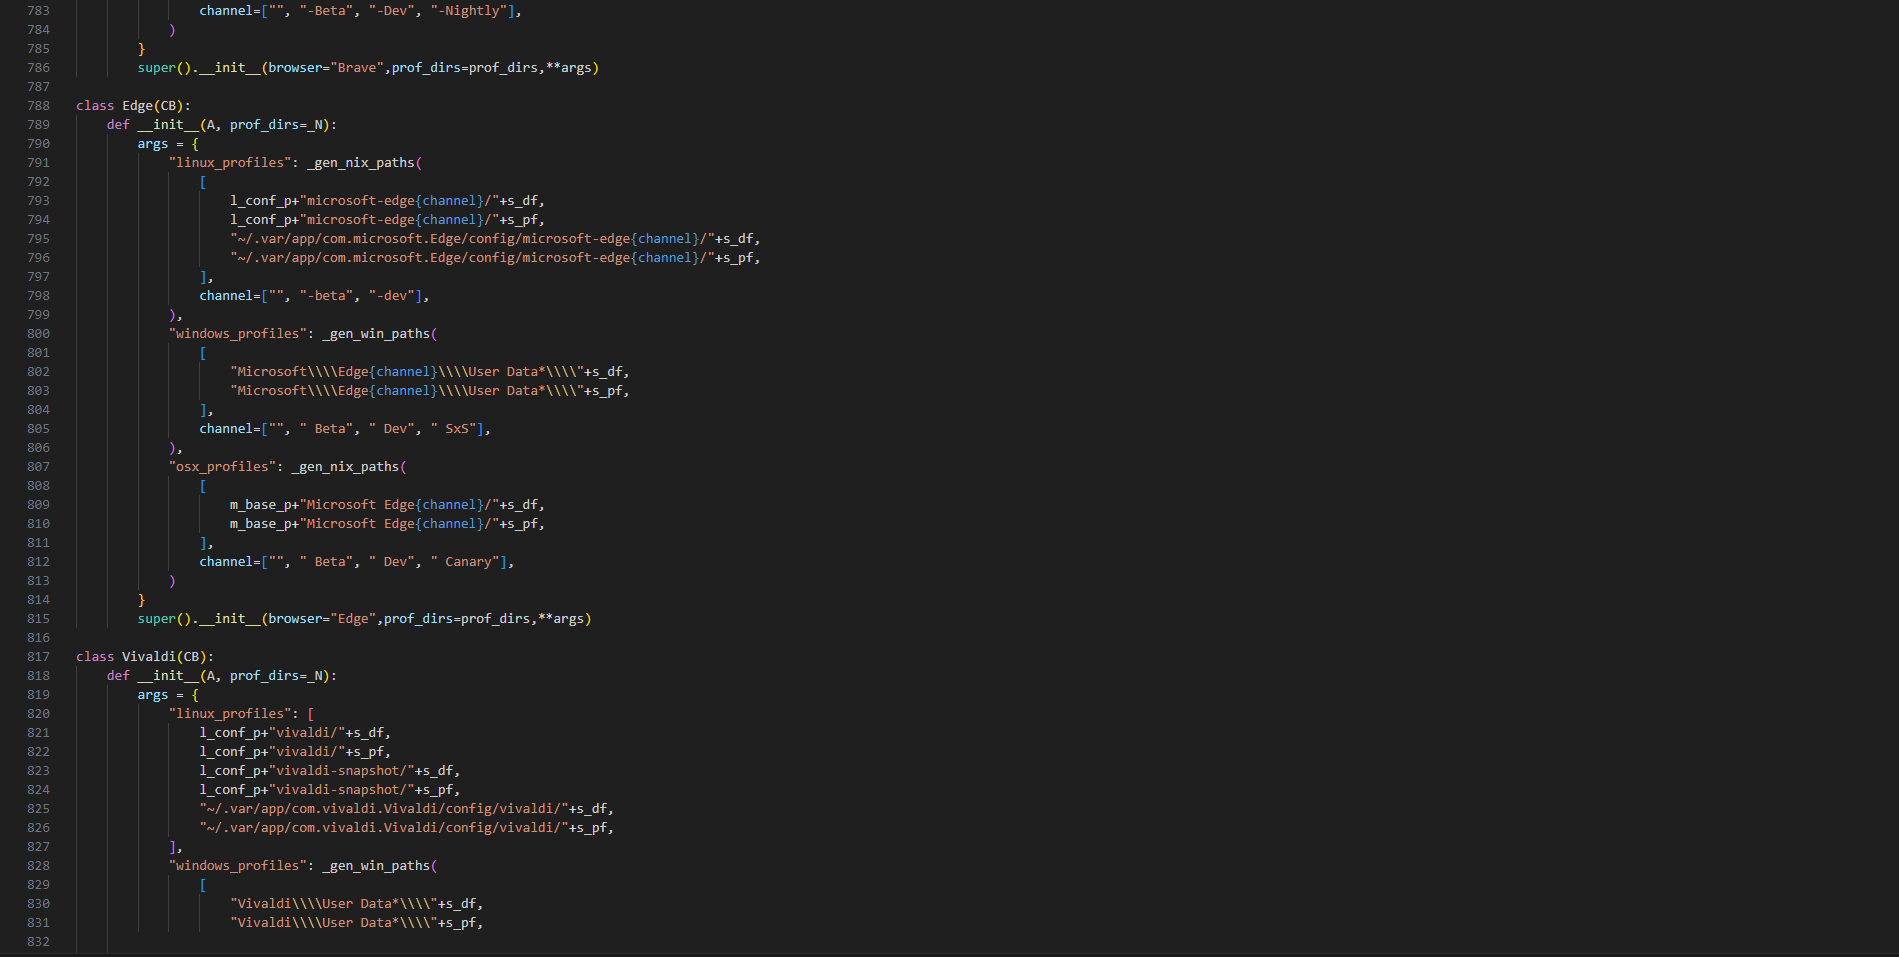 783 channel=["", "-Beta", "-Dev", "-Nightly"],
784 )
785 }
786 super().__init__(browser="Brave",prof_dirs=prof_dirs,**args)
787
788 class Edge(CB):
789 def __init__(A, prof_dirs=_N):
790 args = {
791 "linux_profiles": _gen_nix_paths(
792 [
793 l_conf_p+"microsoft-edge{channel}/"+s_df,
794 l_conf_p+"microsoft-edge{channel}/"+s_pf,
795 "~/.var/app/com.microsoft.Edge/config/microsoft-edge{channel}/"+s_df,
796 "~/.var/app/com.microsoft.Edge/config/microsoft-edge{channel}/"+s_pf,
797 ],
798 channel=["", "-beta", "-dev"],
799 ),
800 "windows_profiles": _gen_win_paths(
801 [
802 "Microsoft\\\\Edge{channel}\\\\User Data*\\\\"+s_df,
803 "Microsoft\\\\Edge{channel}\\\\User Data*\\\\"+s_pf,
804 ],
805 channel=["", " Beta", " Dev", " SxS"],
806 ),
807 "osx_profiles": _gen_nix_paths(
808 [
809 m_base_p+"Microsoft Edge{channel}/"+s_df,
810 m_base_p+"Microsoft Edge{channel}/"+s_pf,
811 ],
812 channel=["", " Beta", " Dev", " Canary"],
813 )
814 }
815 super().__init__(browser="Edge",prof_dirs=prof_dirs,**args)
816
817 class Vivaldi(CB):
818 def __init__(A, prof_dirs=_N):
819 args = {
820 "linux_profiles": [
821 l_conf_p+"vivaldi/"+s_df,
822 l_conf_p+"vivaldi/"+s_pf,
823 l_conf_p+"vivaldi-snapshot/"+s_df,
824 l_conf_p+"vivaldi-snapshot/"+s_pf,
825 "~/.var/app/com.vivaldi.Vivaldi/config/vivaldi/"+s_df,
826 "~/.var/app/com.vivaldi.Vivaldi/config/vivaldi/"+s_pf,
827 ],
828 "windows_profiles": _gen_win_paths(
829 [
830 "Vivaldi\\\\User Data*\\\\"+s_df,
831 "Vivaldi\\\\User Data*\\\\"+s_pf,
832